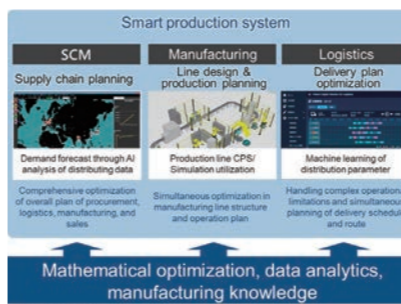 Smart production system
SCM
Supply chain planning
Demand forecast through AI
analysis of distributing data
Comprehensive optimization
of overall plan of procurement,
logistics, manufacturing, and
sales
Manufacturing
Line design &
production planning
Production line CPS/
Simulation utilization
Simultaneous optimization in
manufacturing line structure
and operation plan
Logistics
Delivery plan
optimization
Machine learning of
distribution parameter
Handling complex operational
limitations and simultaneous
planning of delivery schedule
and route
Mathematical optimization, data analytics,
manufacturing knowledge